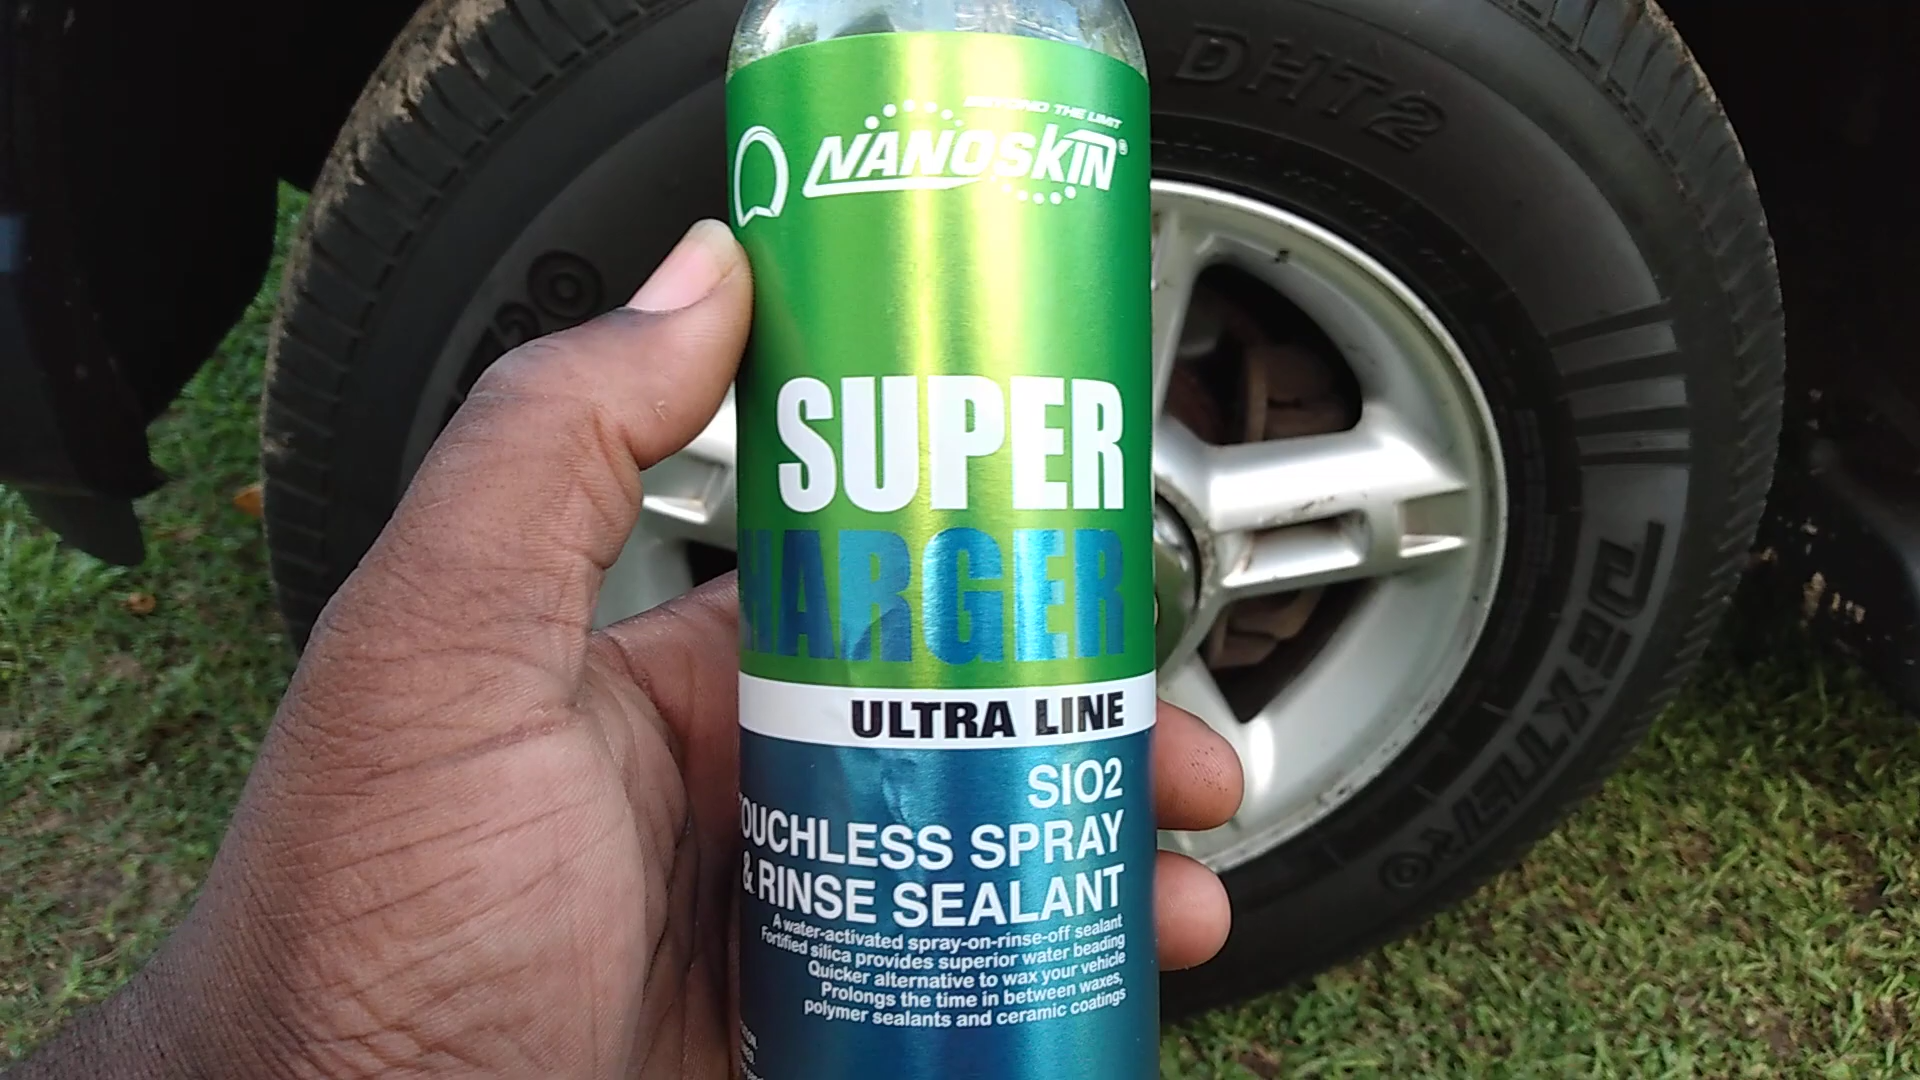 BEYOND THE LIMIT
NANOSKIN®
SUPER
HARGER
ULTRA LINE
SIO2
OUCHLESS SPRAY
& RINSE SEALANT
A water-activated spray-on-rinse-off sealant
Fortified silica provides superior water beading
Quicker alternative to wax your vehicle
Prolongs the time in between waxes,
polymer sealants and ceramic coatings
DHT2
DEXTERO